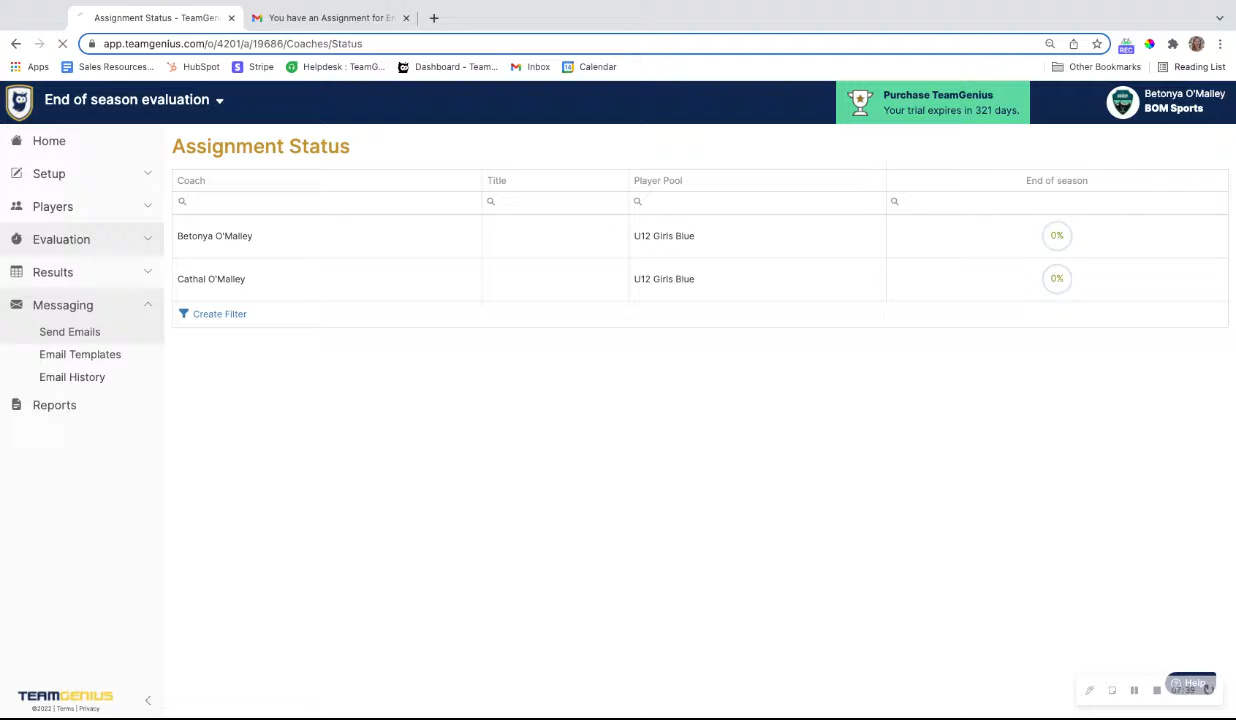 Assignment Status - TeamGeni
You have an Assignment for En
app.teamgenius.com/o/4201/a/19686/Coaches/Status
Apps
Sales Resources...
HubSpot
Stripe
Helpdesk : TeamG...
Dashboard - Team...
Inbox
Calendar
Other Bookmarks
Reading List
REC
End of season evaluation
Purchase TeamGenius
Your trial expires in 321 days.
Betonya O'Malley
BOM Sports
Home
Setup
Players
Evaluation
Results
Messaging
Send Emails
Email Templates
Email History
Reports
Assignment Status
Coach Title Player Pool End of season
Betonya O'Malley U12 Girls Blue 0%
Cathal O'Malley U12 Girls Blue 0%
Create Filter
TEAMGENIUS
©2022 | Terms | Privacy
Help